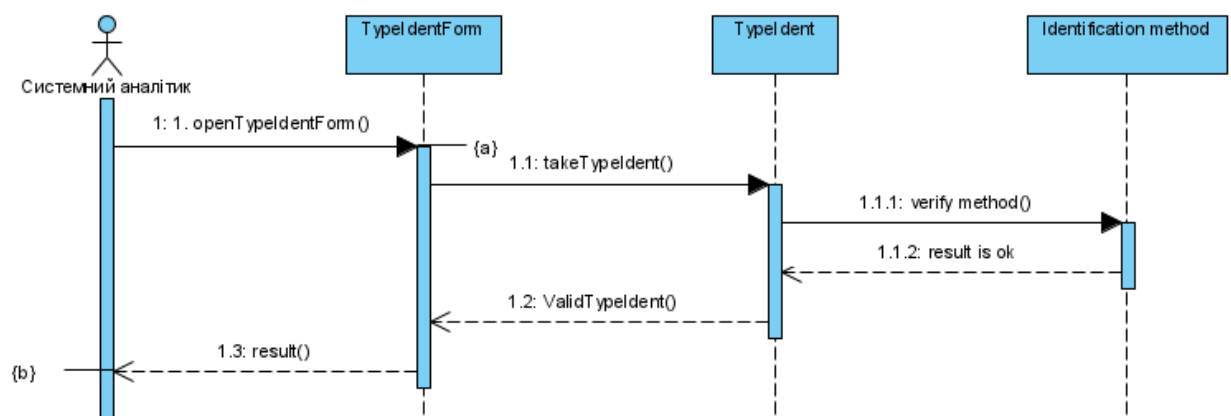 TypeIdentForm
TypeIdent
Identification method
Системний аналітик
1: 1. openTypeIdentForm()
{a}
1.1: takeTypeIdent()
1.1.1: verify method()
1.1.2: result is ok
1.2: ValidTypeIdent()
1.3: result()
{b}